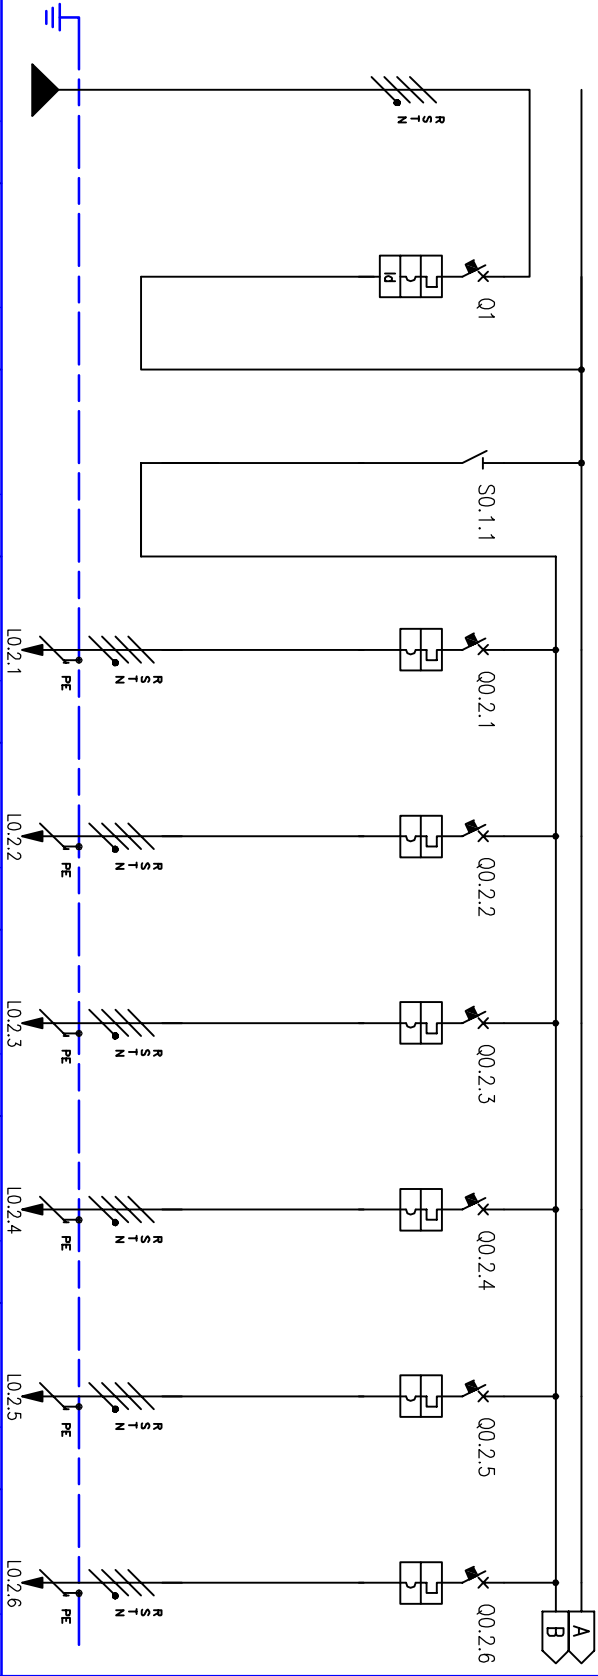 A
B
R
S
T
N
Q1
Id
S0.1.1
Q0.2.1
R
S
T
N
PE
L0.2.1
Q0.2.2
R
S
T
N
PE
L0.2.2
Q0.2.3
R
S
T
N
PE
L0.2.3
Q0.2.4
R
S
T
N
PE
L0.2.4
Q0.2.5
R
S
T
N
PE
L0.2.5
Q0.2.6
R
S
T
N
PE
L0.2.6